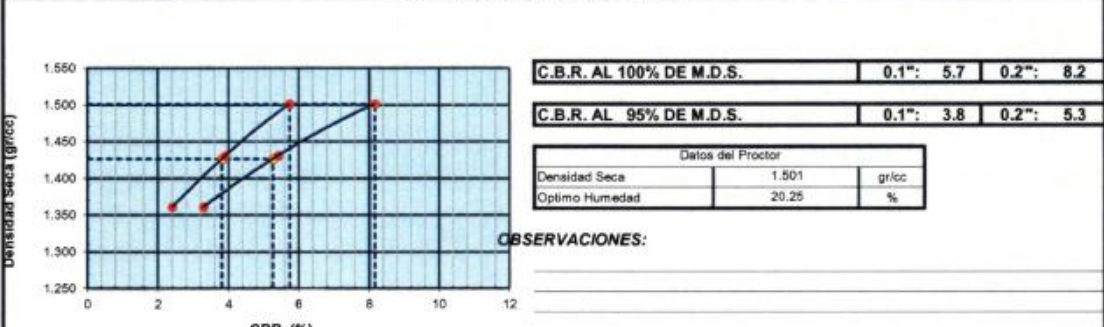 C.B.R. AL 100% DE M.D.S. 0.1": 5.7 0.2": 8.2
C.B.R. AL 95% DE M.D.S. 0.1": 3.8 0.2": 5.3
Datos del Proctor
Densidad Seca 1.501 gr/cc
Optimo Humedad 20.25 %
OBSERVACIONES:
Densidad Seca (gr/cc)
1.550
1.500
1.450
1.400
1.350
1.300
1.250
0 2 4 6 8 10 12
CBR (%)